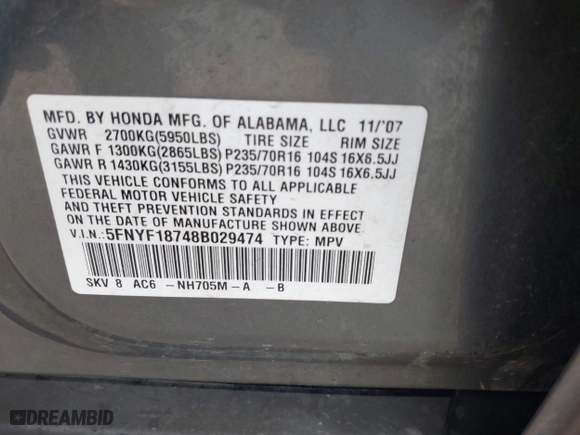 MFD. BY HONDA MFG. OF ALABAMA, LLC 11/'07
GVWR 2700KG(5950LBS) TIRE SIZE RIM SIZE
GAWR F 1300KG(2865LBS) P235/70R16 104S 16X6.5JJ
GAWR R 1430KG(3155LBS) P235/70R16 104S 16X6.5JJ
THIS VEHICLE CONFORMS TO ALL APPLICABLE
FEDERAL MOTOR VEHICLE SAFETY
AND THEFT PREVENTION STANDARDS IN EFFECT
ON THE DATE OF MANUFACTURE SHOWN ABOVE.
V.I.N.: 5FNYF18748B029474 TYPE: MPV
SKV 8 AC6 -NH705M-A -B
DREAMBID